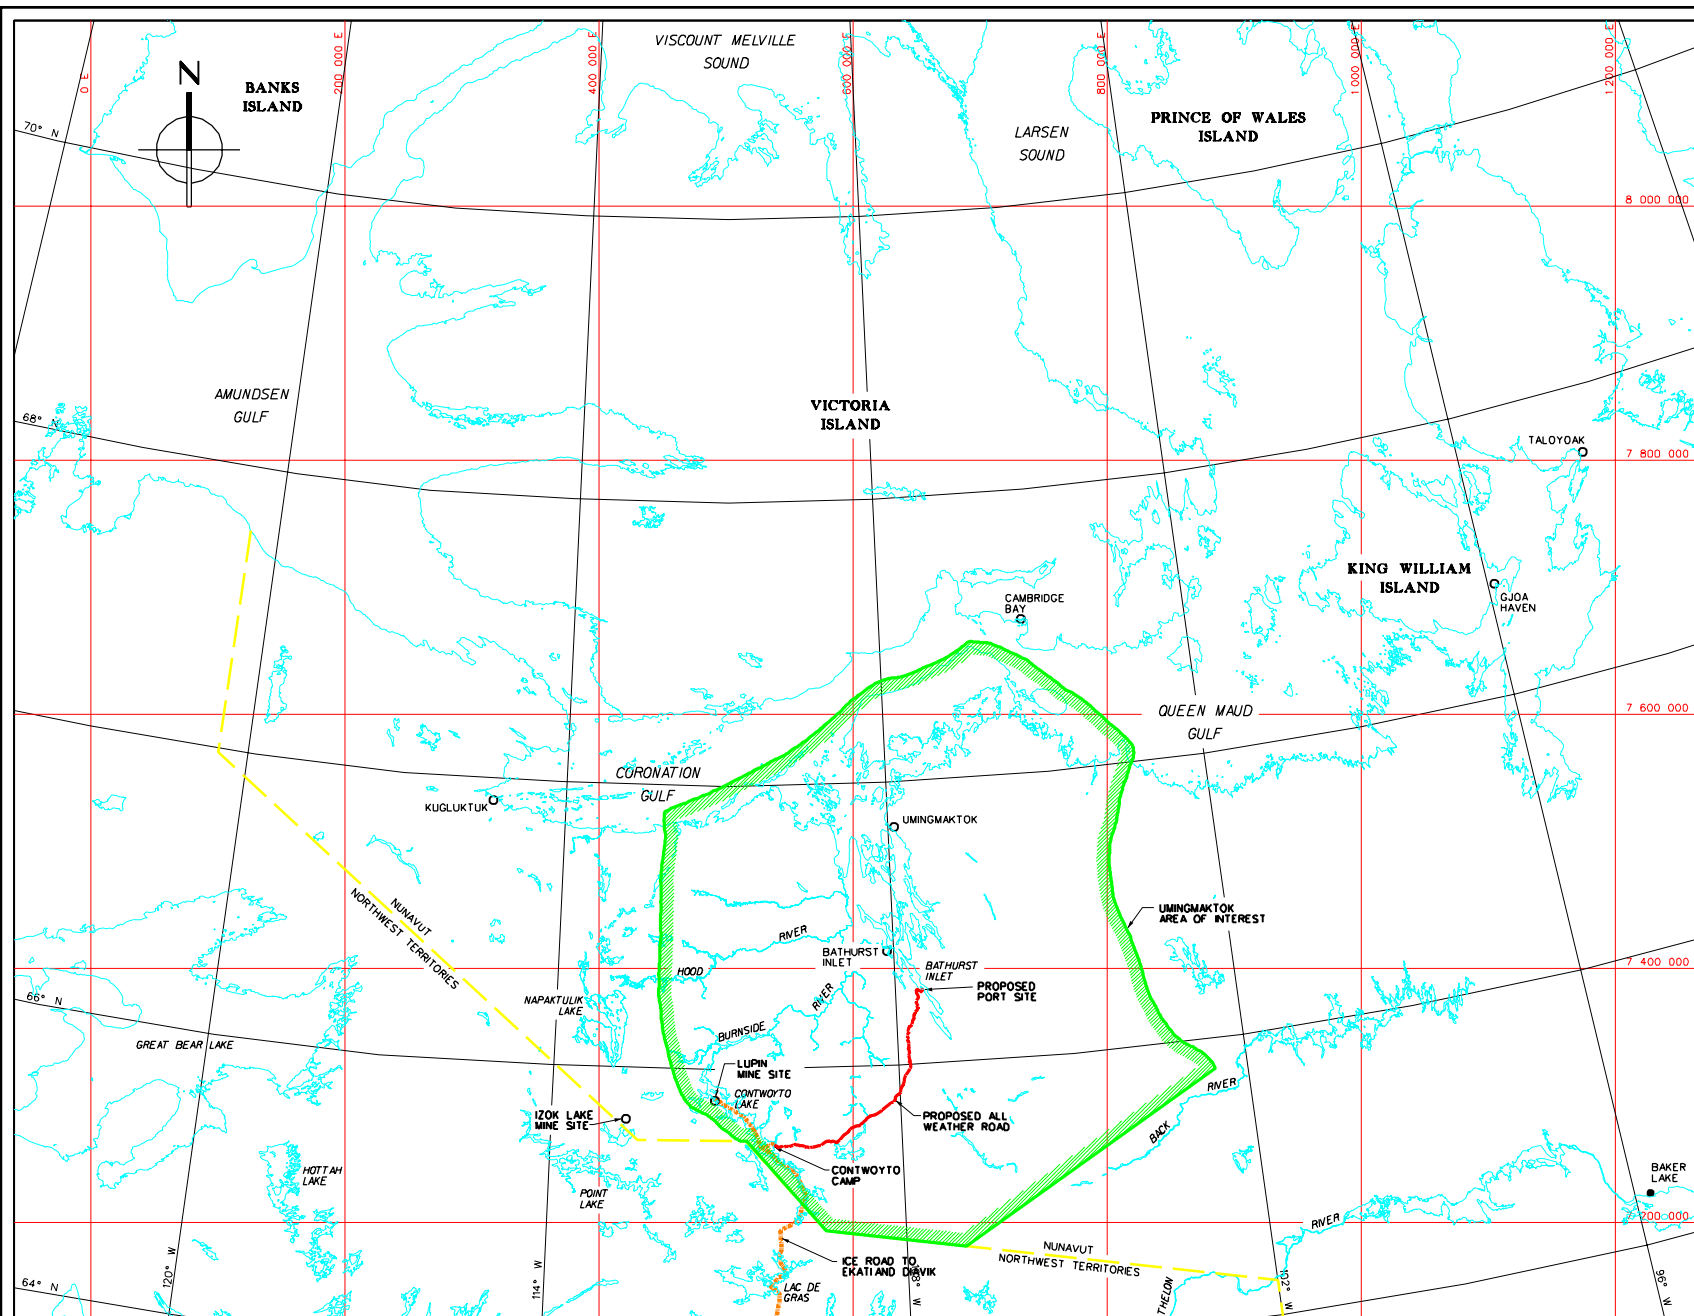 VISCOUNT MELVILLE
SOUND
0 E
200 000 E
400 000 E
600 000 E
800 000 E
1 000 000 E
1 200 000 E
N
BANKS
ISLAND
PRINCE OF WALES
ISLAND
LARSEN
SOUND
70° N
8 000 000
AMUNDSEN
GULF
VICTORIA
ISLAND
68° N
TALOYOAK
7 800 000
KING WILLIAM
ISLAND
GJOA
HAVEN
CAMBRIDGE
BAY
QUEEN MAUD
GULF
7 600 000
CORONATION
GULF
KUGLUKTUK
UMINGMAKTOK
NUNAVUT
NORTHWEST TERRITORIES
UMINGMAKTOK
AREA OF INTEREST
RIVER
HOOD
BATHURST
INLET
BATHURST
INLET
7 400 000
PROPOSED
PORT SITE
66° N
NAPAKTULIK
LAKE
RIVER
BURNSIDE
GREAT BEAR LAKE
LUPIN
MINE SITE
CONTWOYTO
LAKE
RIVER
BACK
IZOK LAKE
MINE SITE
PROPOSED ALL
WEATHER ROAD
HOTTAH
LAKE
POINT
LAKE
CONTWOYTO
CAMP
BAKER
LAKE
7 200 000
RIVER
NUNAVUT
NORTHWEST TERRITORIES
ICE ROAD TO
EKATI AND DIAVIK
LAC DE
GRAS
THELON
64° N
120° W
114° W
102° W
96° W